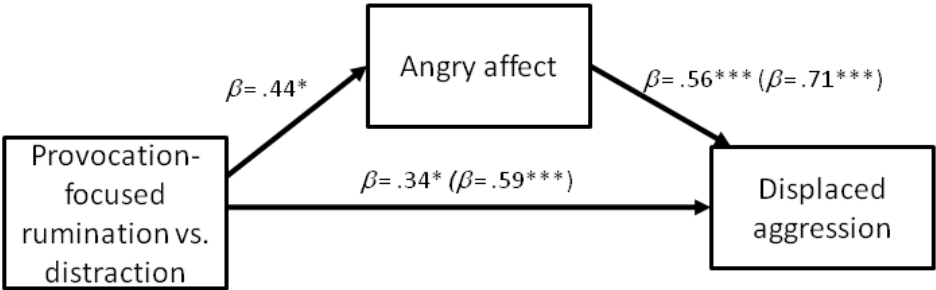 Angry affect
β= .44*
β= .56*** (β=.71***)
Provocation-
focused
rumination vs.
distraction
β= .34* (β=.59***)
Displaced
aggression